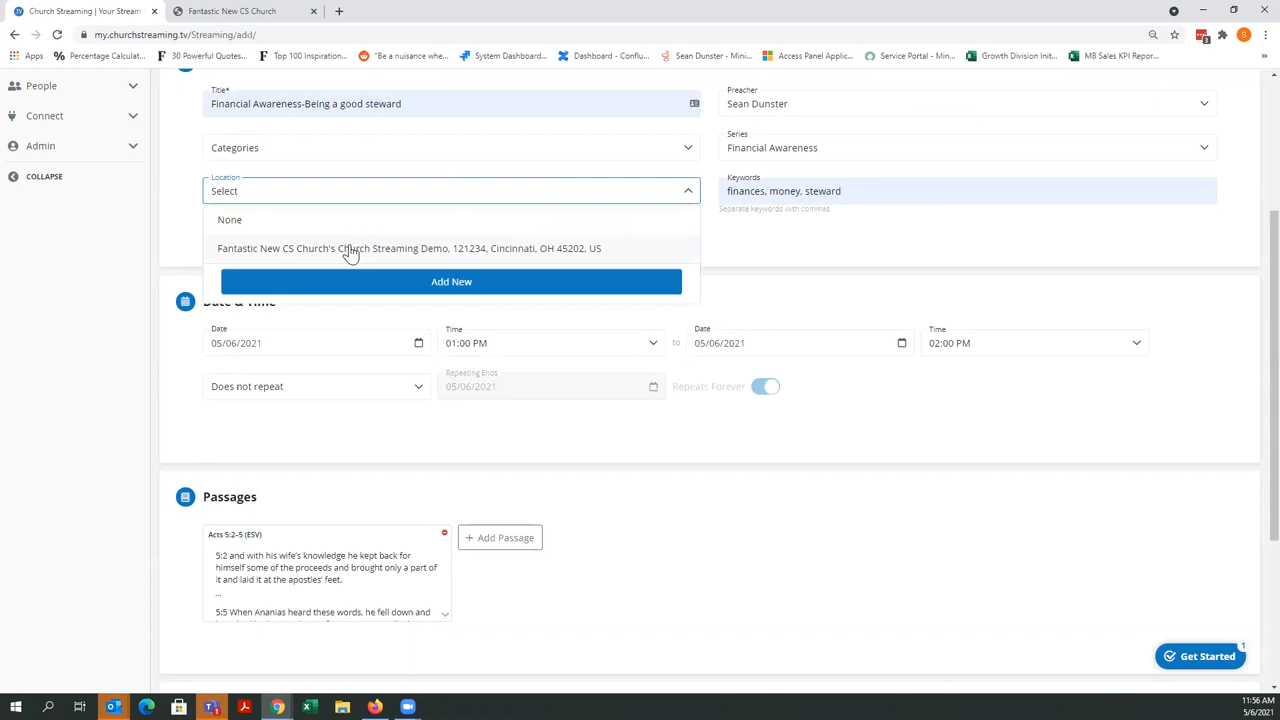 Church Streaming | Your Stream
Fantastic New CS Church
my.churchstreaming.tv/Streaming/add/
Apps
Percentage Calculat...
30 Powerful Quotes...
Top 100 Inspiration...
"Be a nuisance whe...
System Dashboard...
Dashboard - Conflu...
Sean Dunster - Mini...
Access Panel Applic...
Service Portal - Min...
Growth Division Init...
MB Sales KPI Repor...
People
Connect
Admin
COLLAPSE
Title*
Financial Awareness-Being a good steward
Preacher
Sean Dunster
Categories
Series
Financial Awareness
Location
Select
Keywords
finances, money, steward
Separate keywords with commas.
None
Fantastic New CS Church's Church Streaming Demo, 121234, Cincinnati, OH 45202, US
Add New
Date & Time
Date
05/06/2021
Time
01:00 PM
to
Date
05/06/2021
Time
02:00 PM
Does not repeat
Repeating Ends
05/06/2021
Repeats Forever
Passages
Acts 5:2–5 (ESV)
5:2 and with his wife's knowledge he kept back for
himself some of the proceeds and brought only a part of
it and laid it at the apostles' feet.
...
5:5 When Ananias heard these words, he fell down and
+ Add Passage
Get Started
1
11:56 AM
5/6/2021